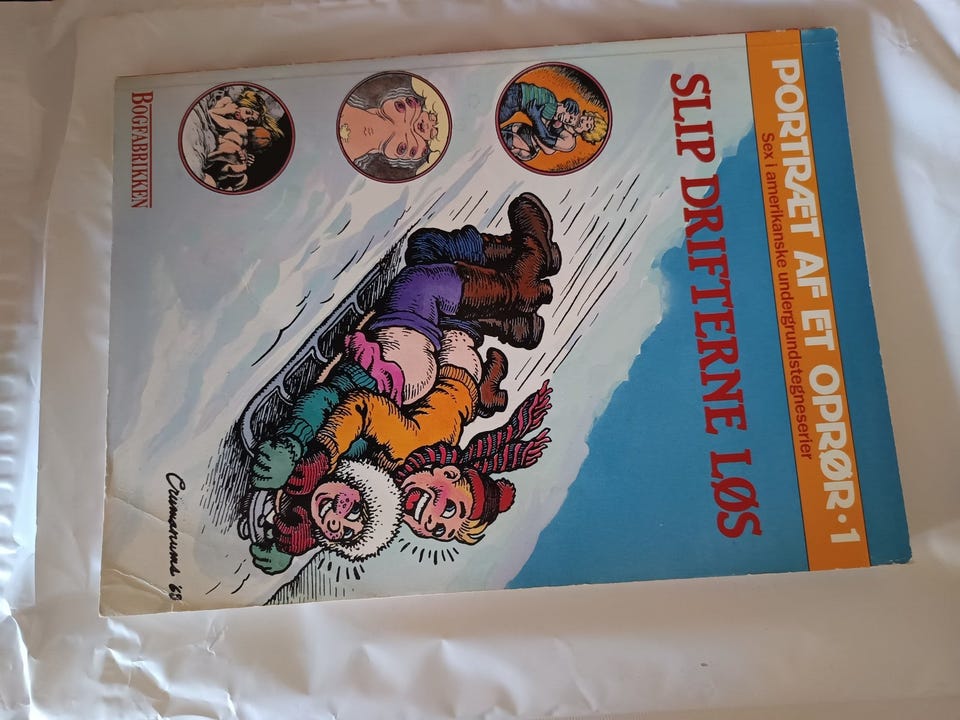 PORTRÆT AF ET OPRØR·1
Sex i amerikanske undergrundstegneserier
SLIP DRIFTERNE LØS
BOGFABRIKKEN